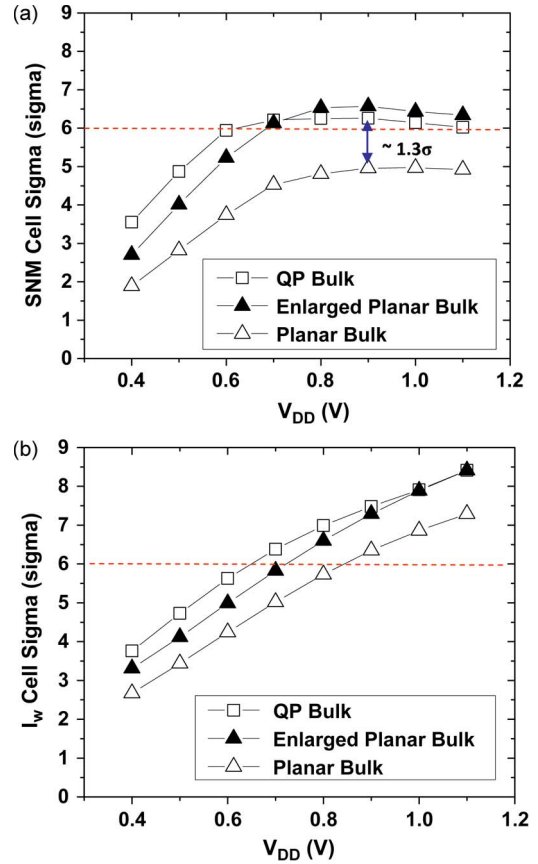 (a)
9
8
7
6
5
4
3
2
1
0
SNM Cell Sigma (sigma)
~ 1.3σ
QP Bulk
Enlarged Planar Bulk
Planar Bulk
0.4 0.6 0.8 1.0 1.2
V_DD (V)
(b)
9
8
7
6
5
4
3
2
1
0
I_w Cell Sigma (sigma)
QP Bulk
Enlarged Planar Bulk
Planar Bulk
0.4 0.6 0.8 1.0 1.2
V_DD (V)